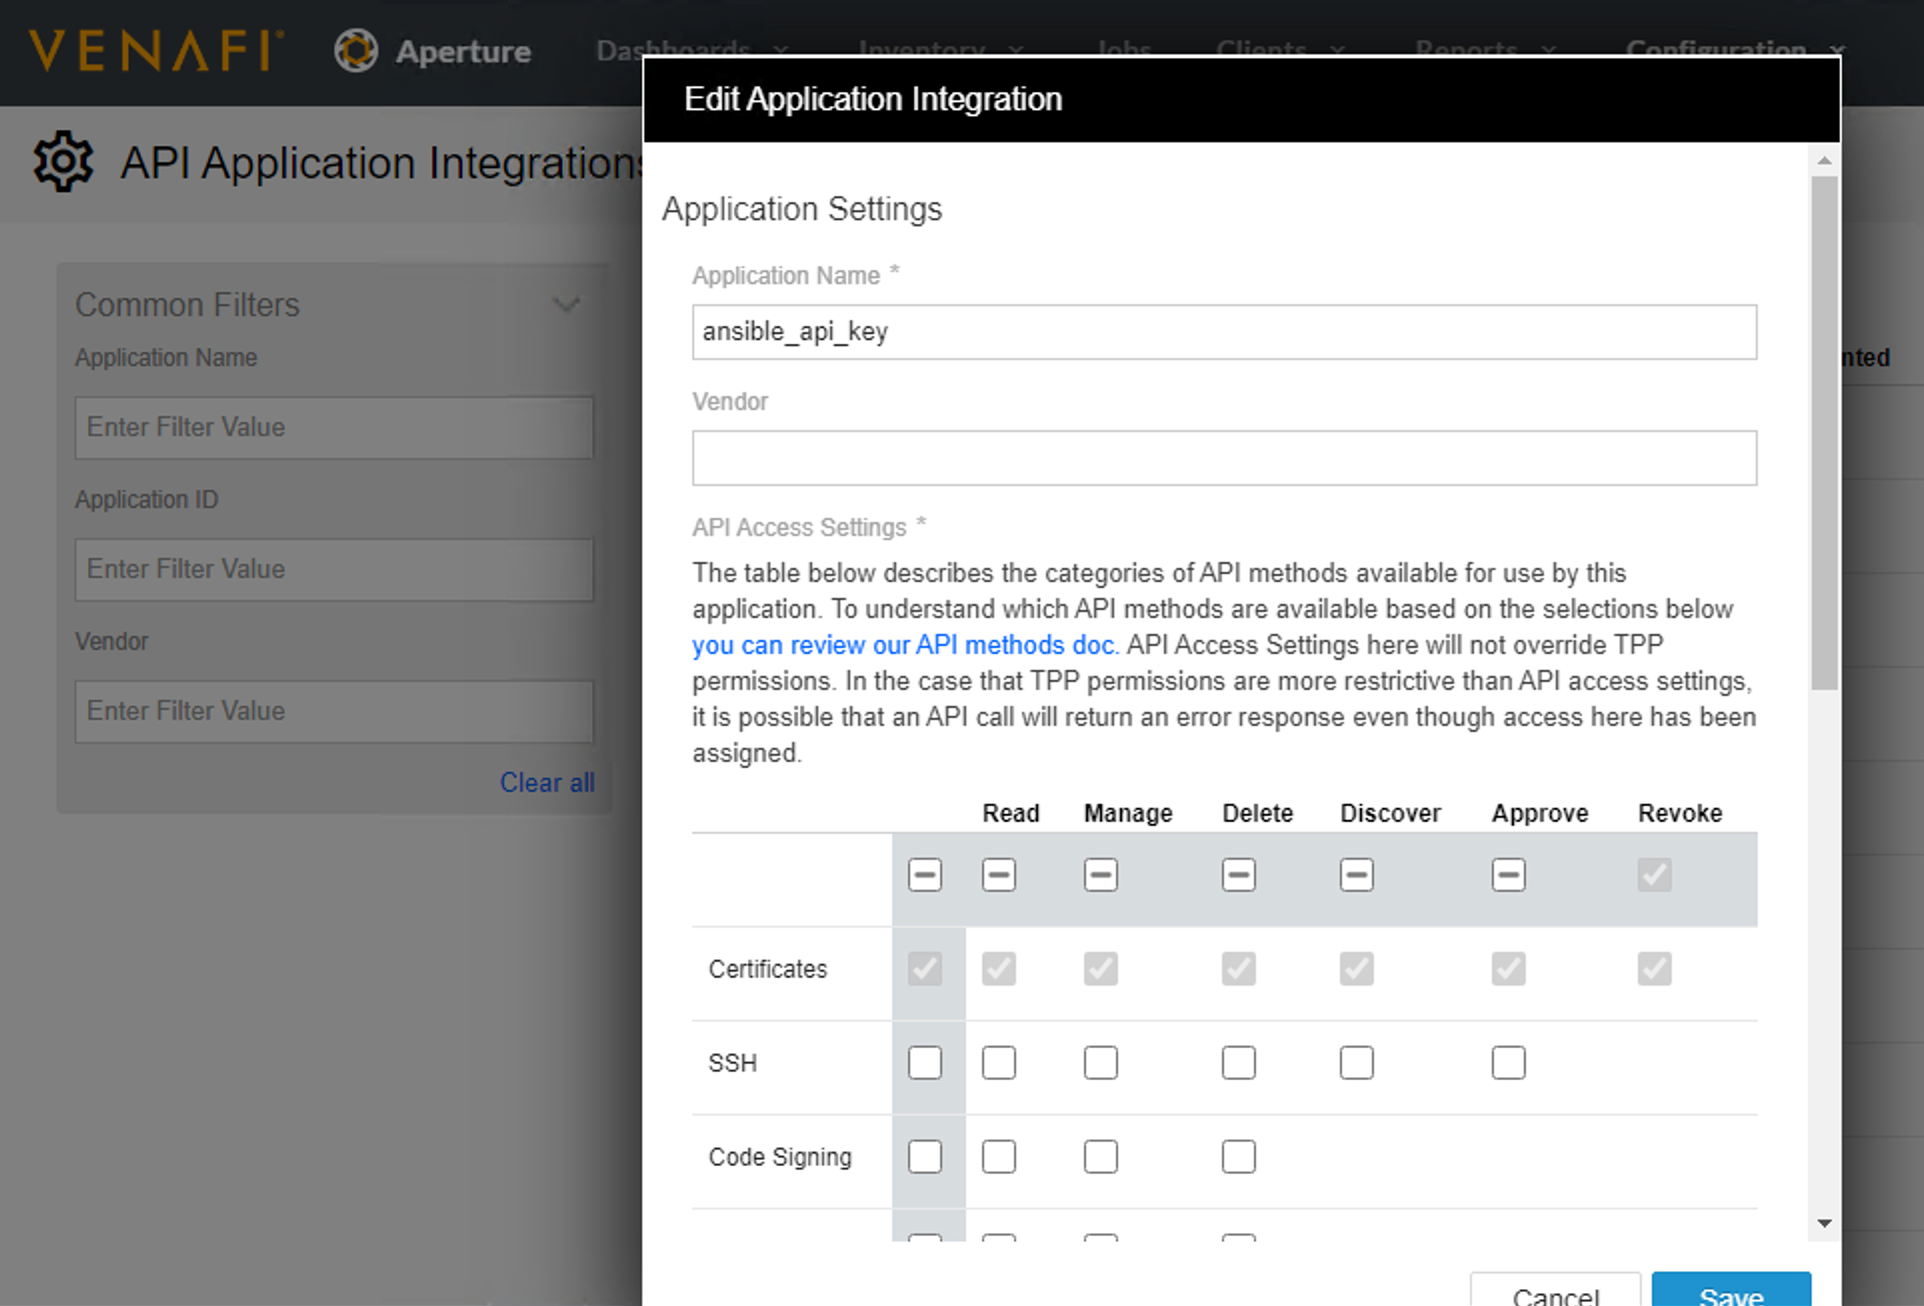 VENAFI
Aperture
Dashboards
Inventory
Jobs
Clients
Reports
Configuration
Edit Application Integration
API Application Integrations
Application Settings
Common Filters
Application Name
Enter Filter Value
Application ID
Enter Filter Value
Vendor
Enter Filter Value
Clear all
Application Name *
ansible_api_key
Vendor
API Access Settings *
The table below describes the categories of API methods available for use by this
application. To understand which API methods are available based on the selections below
you can review our API methods doc. API Access Settings here will not override TPP
permissions. In the case that TPP permissions are more restrictive than API access settings,
it is possible that an API call will return an error response even though access here has been
assigned.
Read Manage Delete Discover Approve Revoke
Certificates
SSH
Code Signing
Cancel
Save
nted